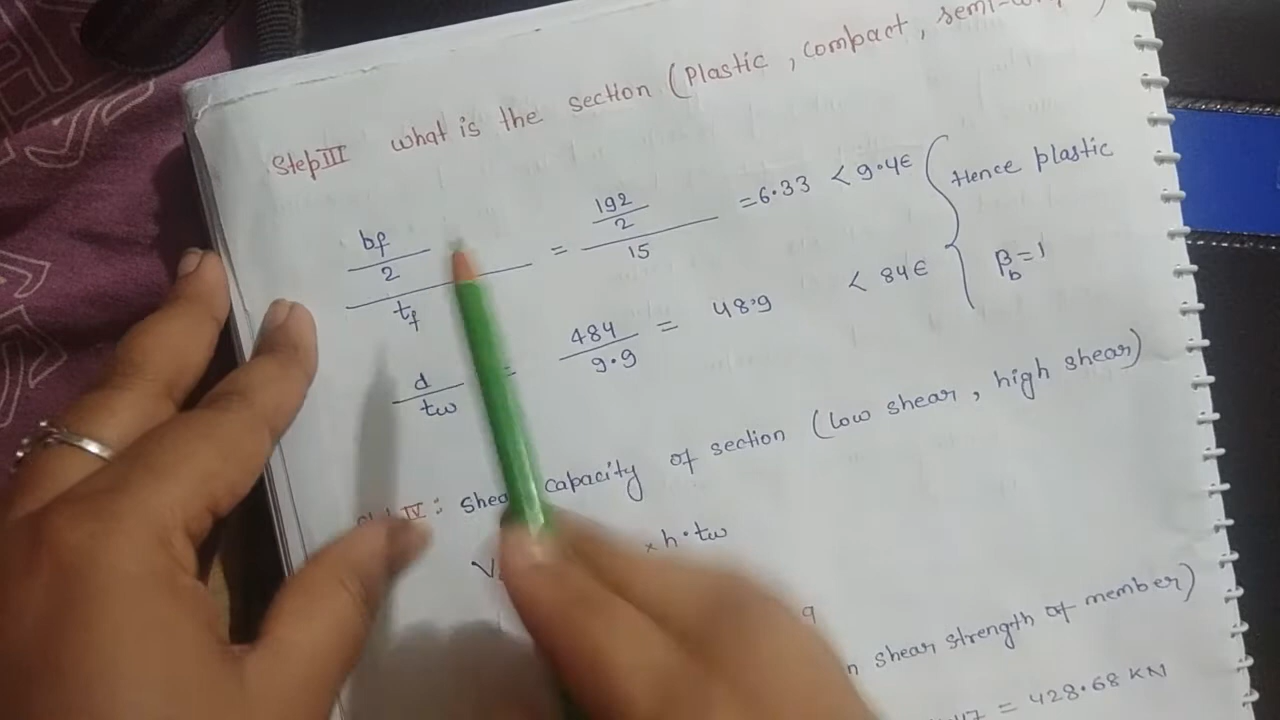 Step III what is the section (Plastic, compact,
bf/2 / tf = 192/2 / 15 = 6.33 < 9.4ϵ Hence plastic
d/tw = 484/9.9 = 48.9 < 84ϵ βb = 1
IV: capacity of section (low shear, high shear)
× h・tw
9
shear strength of member)
= 428.68 KN